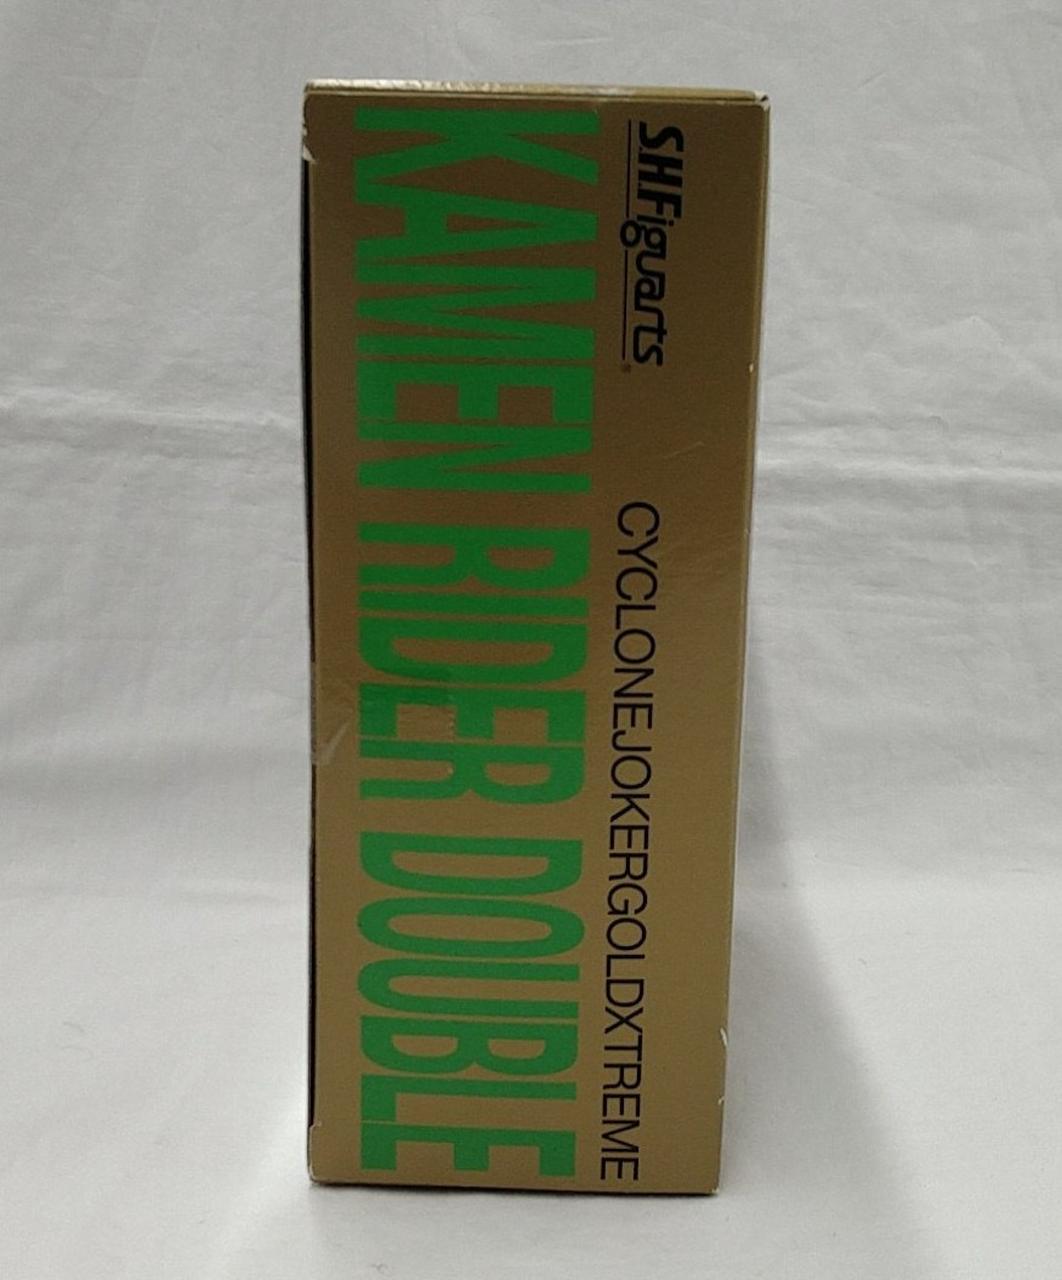 S.H.Figuarts
CYCLONEJOKERGOLDXTREME
KAMEN RIDER DOUBLE